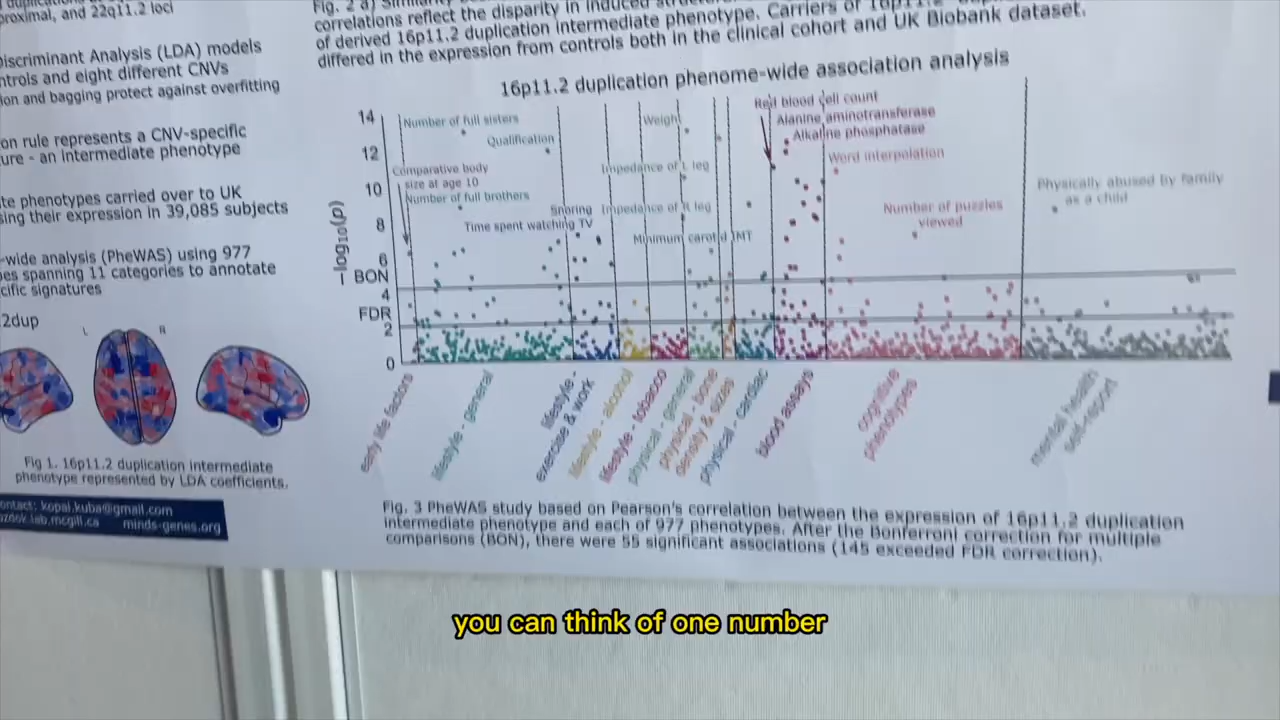 proximal, and 22q11.2 loci
Discriminant Analysis (LDA) models
ntrols and eight different CNVs
ion and bagging protect against overfitting
on rule represents a CNV-specific
ure - an intermediate phenotype
te phenotypes carried over to UK
sing their expression in 39,085 subjects
-wide analysis (PheWAS) using 977
es spanning 11 categories to annotate
cific signatures
2dup
L R
Fig 1. 16p11.2 duplication intermediate
phenotype represented by LDA coefficients.
ontact: kopal.kuba@gmail.com
bzdok.lab.mcgill.ca minds-genes.org
Fig. 2 a)
correlations reflect the disparity in induced
of derived 16p11.2 duplication intermediate phenotype. Carriers of 16p11.2
differed in the expression from controls both in the clinical cohort and UK Biobank dataset.
16p11.2 duplication phenome-wide association analysis
−log10(p)
14
12
10
8
6
BON
4
FDR
2
0
Number of full sisters
Qualification
Comparative body
size at age 10
Number of full brothers
Snoring
Time spent watching TV
Weight
Impedance of L leg
Impedance of R leg
Minimum carotid IMT
Red blood cell count
Alanine aminotransferase
Alkaline phosphatase
Word interpolation
Number of puzzles
viewed
Physically abused by family
as a child
early life factors
lifestyle - general
lifestyle -
exercise & work
lifestyle - alcohol
lifestyle - tobacco
physical - general
physical - bone
density & sizes
physical - cardiac
blood assays
cognitive
phenotypes
mental health
self-report
Fig. 3 PheWAS study based on Pearson's correlation between the expression of 16p11.2 duplication
intermediate phenotype and each of 977 phenotypes. After the Bonferroni correction for multiple
comparisons (BON), there were 55 significant associations (145 exceeded FDR correction).
you can think of one number